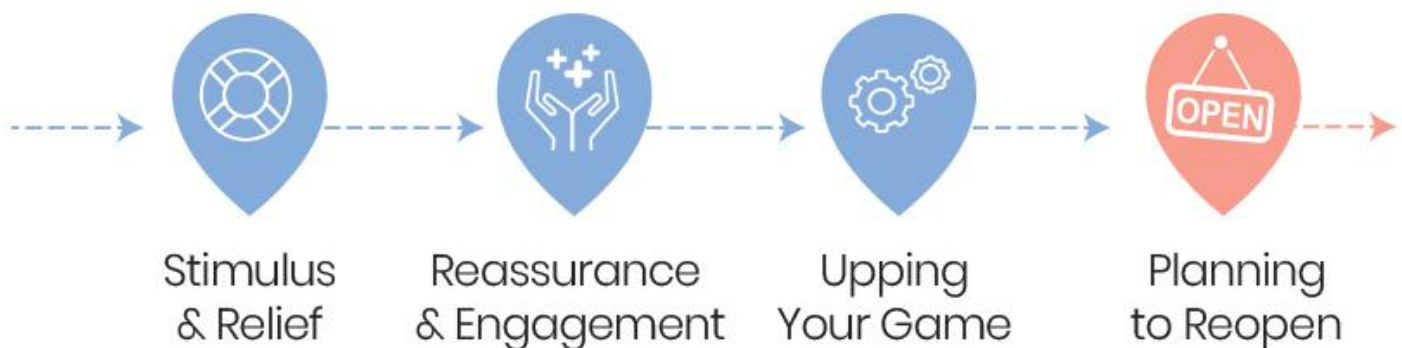 OPEN
Stimulus
& Relief
Reassurance
& Engagement
Upping
Your Game
Planning
to Reopen